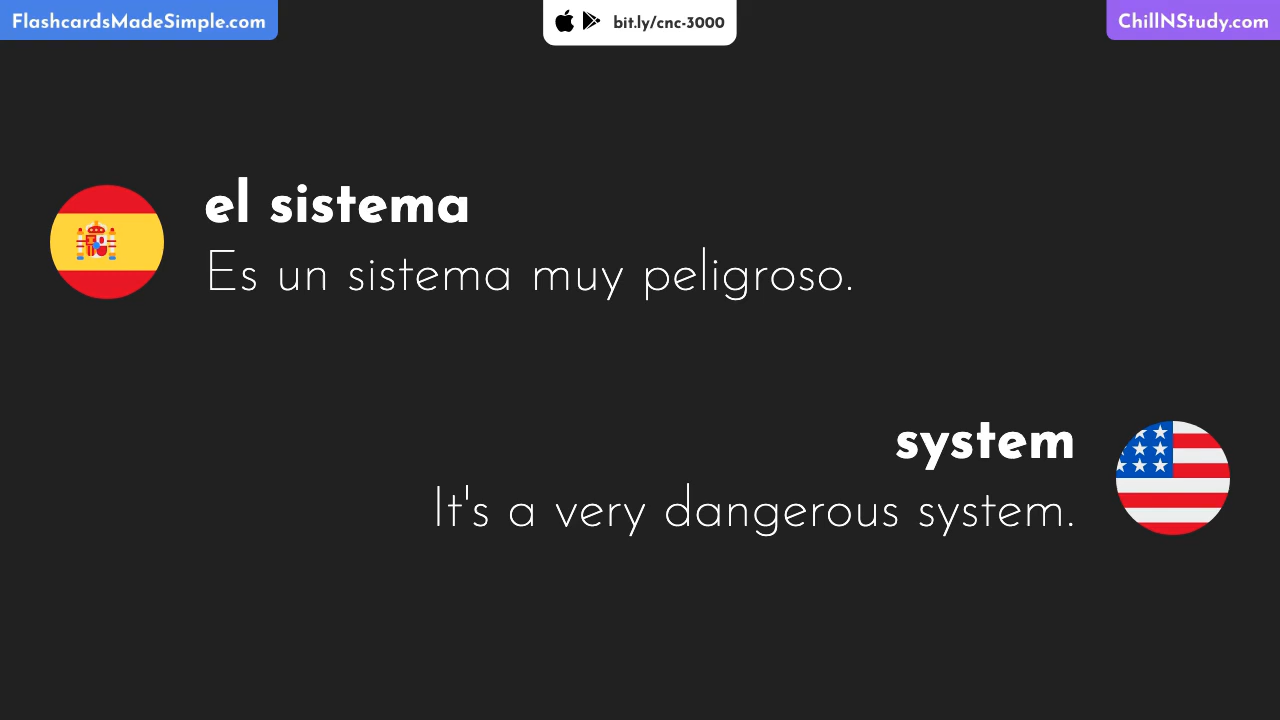 FlashcardsMadeSimple.com
bit.ly/cnc-3000
ChillNStudy.com
el sistema
Es un sistema muy peligroso.
system
It's a very dangerous system.